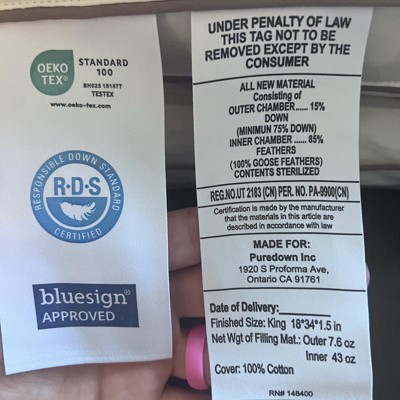 OEKO
TEX®
STANDARD
100
BH025 151877
TESTEX
www.oeko-tex.com
RESPONSIBLE DOWN STANDARD
R·D·S
CERTIFIED
bluesign®
APPROVED
UNDER PENALTY OF LAW
THIS TAG NOT TO BE
REMOVED EXCEPT BY THE
CONSUMER
ALL NEW MATERIAL
Consisting of
OUTER CHAMBER..... 15%
DOWN
(MINIMUN 75% DOWN)
INNER CHAMBER...... 85%
FEATHERS
(100% GOOSE FEATHERS)
CONTENTS STERILIZED
REG.NO.UT 2183 (CN) PER. NO. PA-9900(CN)
Certification is made by the manufacturer
that the materials in this article are
described in accordance with law.
MADE FOR:
Puredown Inc
1920 S Proforma Ave,
Ontario CA 91761
Date of Delivery:
Finished Size: King 18*34*1.5 in
Net Wgt of Filling Mat.: Outer 7.6 oz
Inner 43 oz
Cover: 100% Cotton
RN# 148400